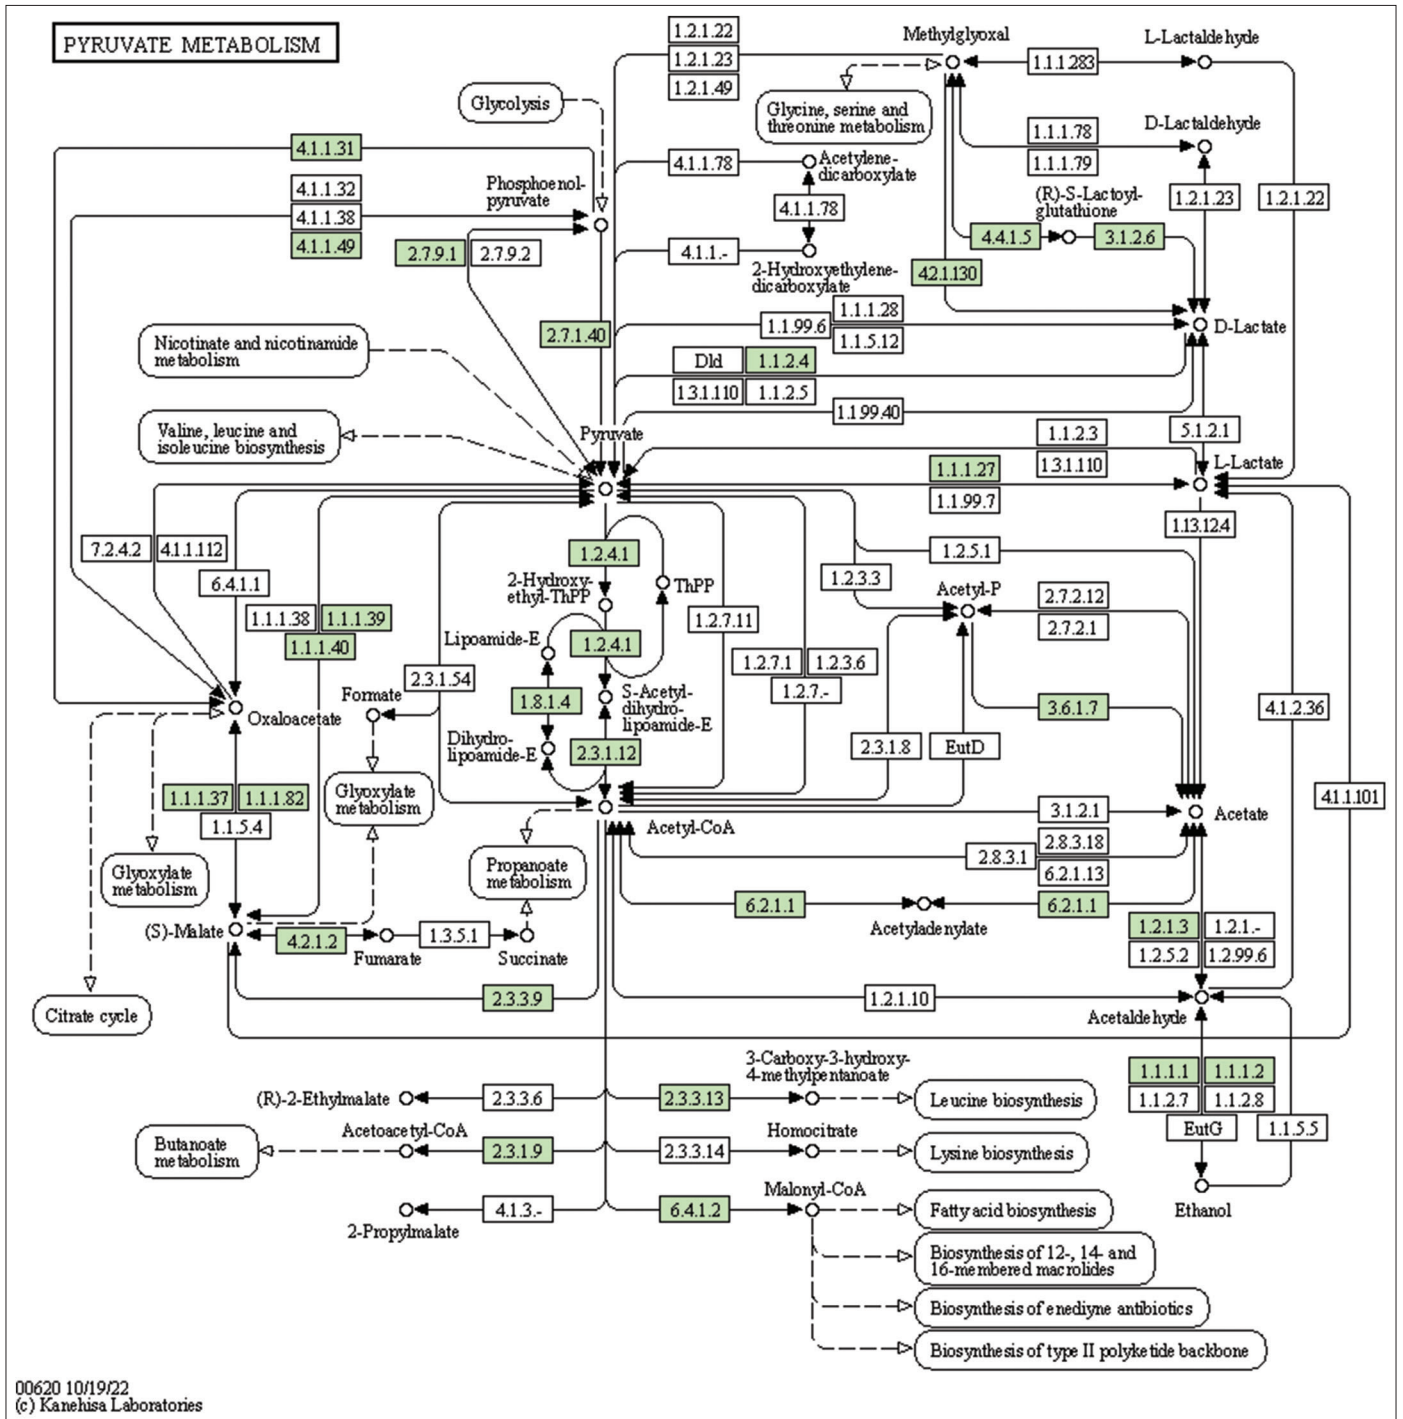 PYRUVATE METABOLISM
1.2.1.22
1.2.1.23
1.2.1.49
Methylglyoxal
1.1.1.283
L-Lactaldehyde
Glycolysis
Glycine, serine and
threonine metabolism
4.1.1.31
4.1.1.32
4.1.1.38
4.1.1.49
Phosphoenol-
pyruvate
2.7.9.1
2.7.9.2
4.1.1.78
Acetylene-
dicarboxylate
4.1.1.78
4.1.1.-
2-Hydroxyethylene-
dicarboxylate
1.1.1.78
1.1.1.79
D-Lactaldehyde
(R)-S-Lactoyl-
glutathione
1.2.1.23
1.2.1.22
4.4.1.5
3.1.2.6
4.2.1.130
2.7.1.40
1.1.99.6
1.1.1.28
1.1.5.12
D-Lactate
Nicotinate and nicotinamide
metabolism
Dld
1.1.2.4
1.3.1.110
1.1.2.5
1.1.99.40
Valine, leucine and
isoleucine biosynthesis
Pyruvate
1.1.2.3
1.3.1.110
5.1.2.1
L-Lactate
1.1.1.27
1.1.99.7
1.13.12.4
7.2.4.2
4.1.1.112
6.4.1.1
1.1.1.38
1.1.1.39
1.1.1.40
1.2.4.1
2-Hydroxy-
ethyl-ThPP
ThPP
1.2.5.1
1.2.3.3
Acetyl-P
2.7.2.12
2.7.2.1
Lipoamide-E
1.2.4.1
1.2.7.11
1.2.7.1
1.2.3.6
1.2.7.-
2.3.1.54
Formate
1.8.1.4
S-Acetyl-
dihydro-
lipoamide-E
Oxaloacetate
Dihydro-
lipoamide-E
2.3.1.12
2.3.1.8
EutD
3.6.1.7
4.1.2.36
1.1.1.37
1.1.1.82
1.1.5.4
Glyoxylate
metabolism
4.1.1.101
Acetyl-CoA
3.1.2.1
Acetate
2.8.3.1
2.8.3.18
6.2.1.13
Glyoxylate
metabolism
Propanoate
metabolism
6.2.1.1
Acetyladenylate
6.2.1.1
(S)-Malate
4.2.1.2
Fumarate
1.3.5.1
Succinate
1.2.1.3
1.2.1.-
1.2.5.2
1.2.99.6
Citrate cycle
2.3.3.9
1.2.1.10
Acetaldehyde
(R)-2-Ethylmalate
2.3.3.6
2.3.3.13
3-Carboxy-3-hydroxy-
4-methylpentanoate
Leucine biosynthesis
1.1.1.1
1.1.1.2
1.1.2.7
1.1.2.8
EutG
1.1.5.5
Butanoate
metabolism
Acetoacetyl-CoA
2.3.1.9
2.3.3.14
Homocitrate
Lysine biosynthesis
4.1.3.-
2-Propylmalate
6.4.1.2
Malonyl-CoA
Fatty acid biosynthesis
Ethanol
Biosynthesis of 12-, 14- and
16-membered macrolides
Biosynthesis of enediyne antibiotics
Biosynthesis of type II polyketide backbone
00620 10/19/22
(c) Kanehisa Laboratories